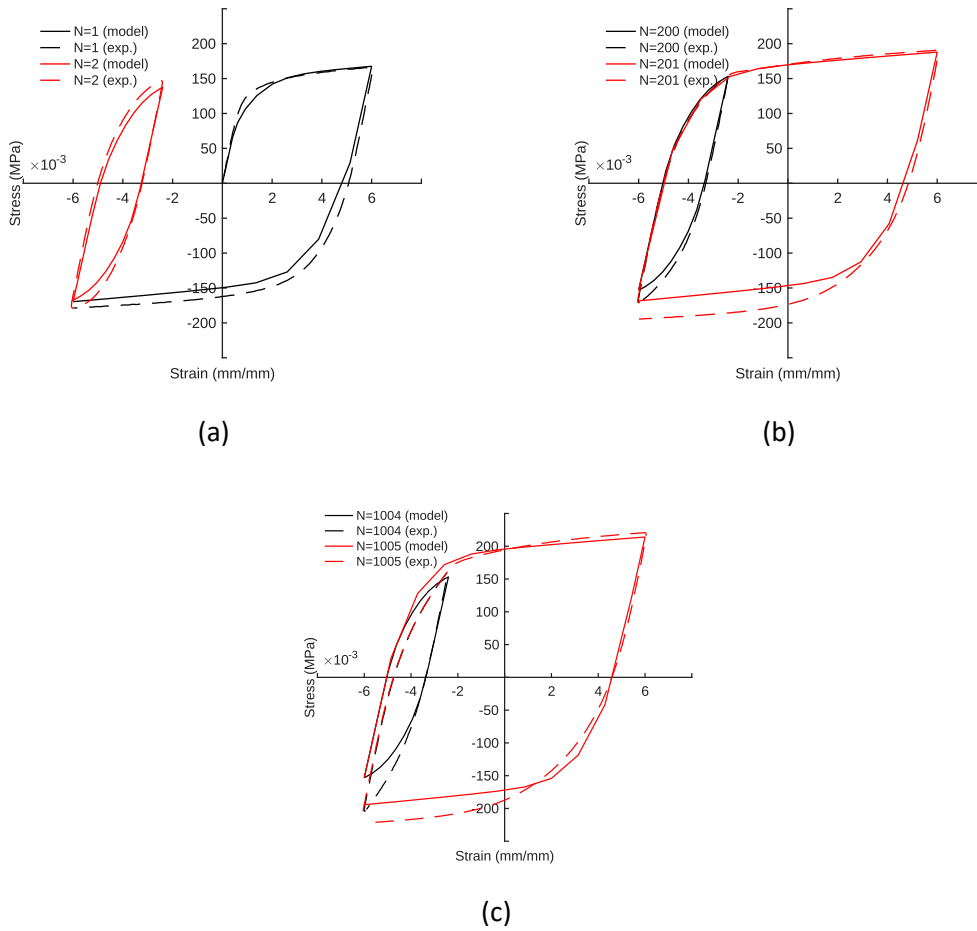 N=1 (model)
N=1 (exp.)
N=2 (model)
N=2 (exp.)
200
150
100
50
-50
-100
-150
-200
×10-3
-6 -4 -2 2 4 6
Stress (MPa)
Strain (mm/mm)
(a)
N=200 (model)
N=200 (exp.)
N=201 (model)
N=201 (exp.)
200
150
100
50
-50
-100
-150
-200
×10-3
-6 -4 -2 2 4 6
Stress (MPa)
Strain (mm/mm)
(b)
N=1004 (model)
N=1004 (exp.)
N=1005 (model)
N=1005 (exp.)
200
150
100
50
-50
-100
-150
-200
×10-3
-6 -4 -2 2 4 6
Stress (MPa)
Strain (mm/mm)
(c)